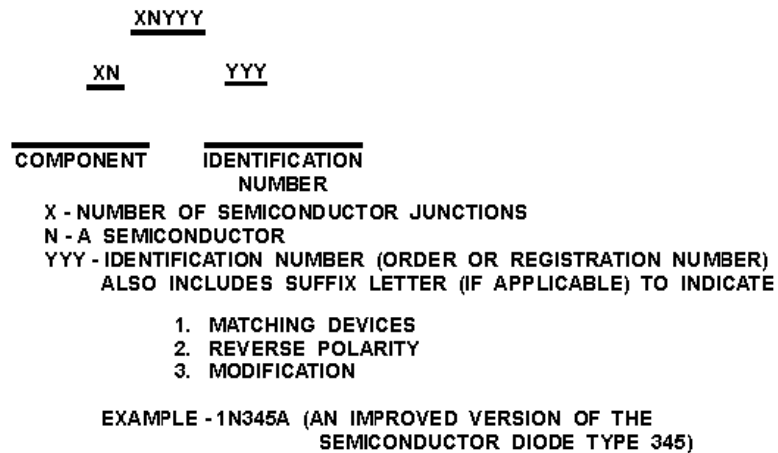 XNYYY
XN YYY
COMPONENT IDENTIFICATION
NUMBER
X - NUMBER OF SEMICONDUCTOR JUNCTIONS
N - A SEMICONDUCTOR
YYY - IDENTIFICATION NUMBER (ORDER OR REGISTRATION NUMBER)
ALSO INCLUDES SUFFIX LETTER (IF APPLICABLE) TO INDICATE
1. MATCHING DEVICES
2. REVERSE POLARITY
3. MODIFICATION
EXAMPLE - 1N345A (AN IMPROVED VERSION OF THE
SEMICONDUCTOR DIODE TYPE 345)